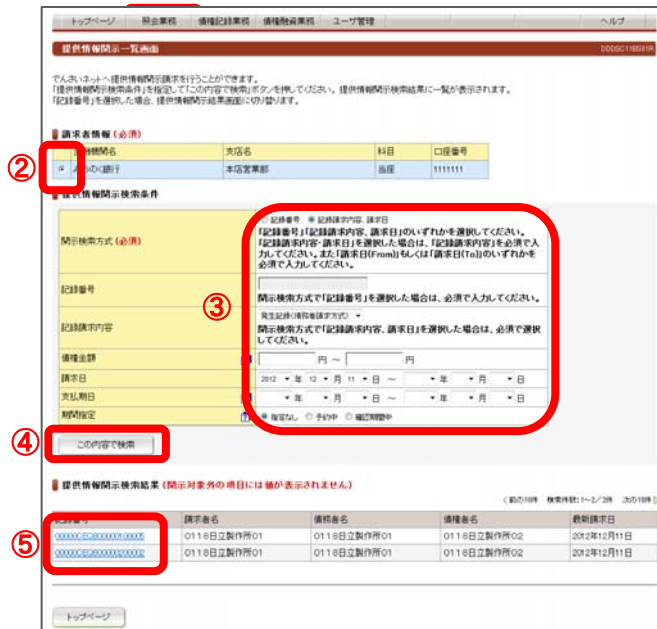 トップページ 照会業務 債権記録業務 債権融資業務 ユーザ管理 ヘルプ
提供情報開示一覧画面
でんさいネットへ提供情報開示請求を行うことができます。
「提供情報開示検索条件」を指定して「この内容で検索」ボタンを押してください。提供情報開示検索結果に一覧が表示されます。
「記録番号」を選択した場合、提供情報開示結果画面に切り替ります。
請求者情報(必須)
支店名 科目 口座番号
② 本店営業部 当座 1111111
提供情報開示検索条件
開示検索方式(必須)
記録番号 記録請求内容、請求日
「記録番号」「記録請求内容、請求日」のいずれかを選択してください。
「記録請求内容・請求日」を選択した場合は、「記録請求内容」を必須で入
力してください。また「請求日(From)」もしくは「請求日(To)」のいずれかを
必須で入力してください。
③
記録番号
開示検索方式で「記録番号」を選択した場合は、必須で入力してください。
記録請求内容
発生記録(債務者請求方式)
開示検索方式で「記録請求内容、請求日」を選択した場合は、必須で選択
してください。
債権金額 円 ~ 円
請求日 2012 年 12 月 11 日 ~ 年 月 日
支払期日 年 月 日 ~ 年 月 日
期間指定 [?] 指定なし 予約中 確認期間中
④ この内容で検索
提供情報開示検索結果(開示対象外の項目には値が表示されません)
記録番号 請求者名 債務者名 債権者名 最新請求日
⑤
0118日立製作所01 0118日立製作所01 0118日立製作所02 2012年12月11日
0118日立製作所01 0118日立製作所01 0118日立製作所02 2012年12月11日
トップページ